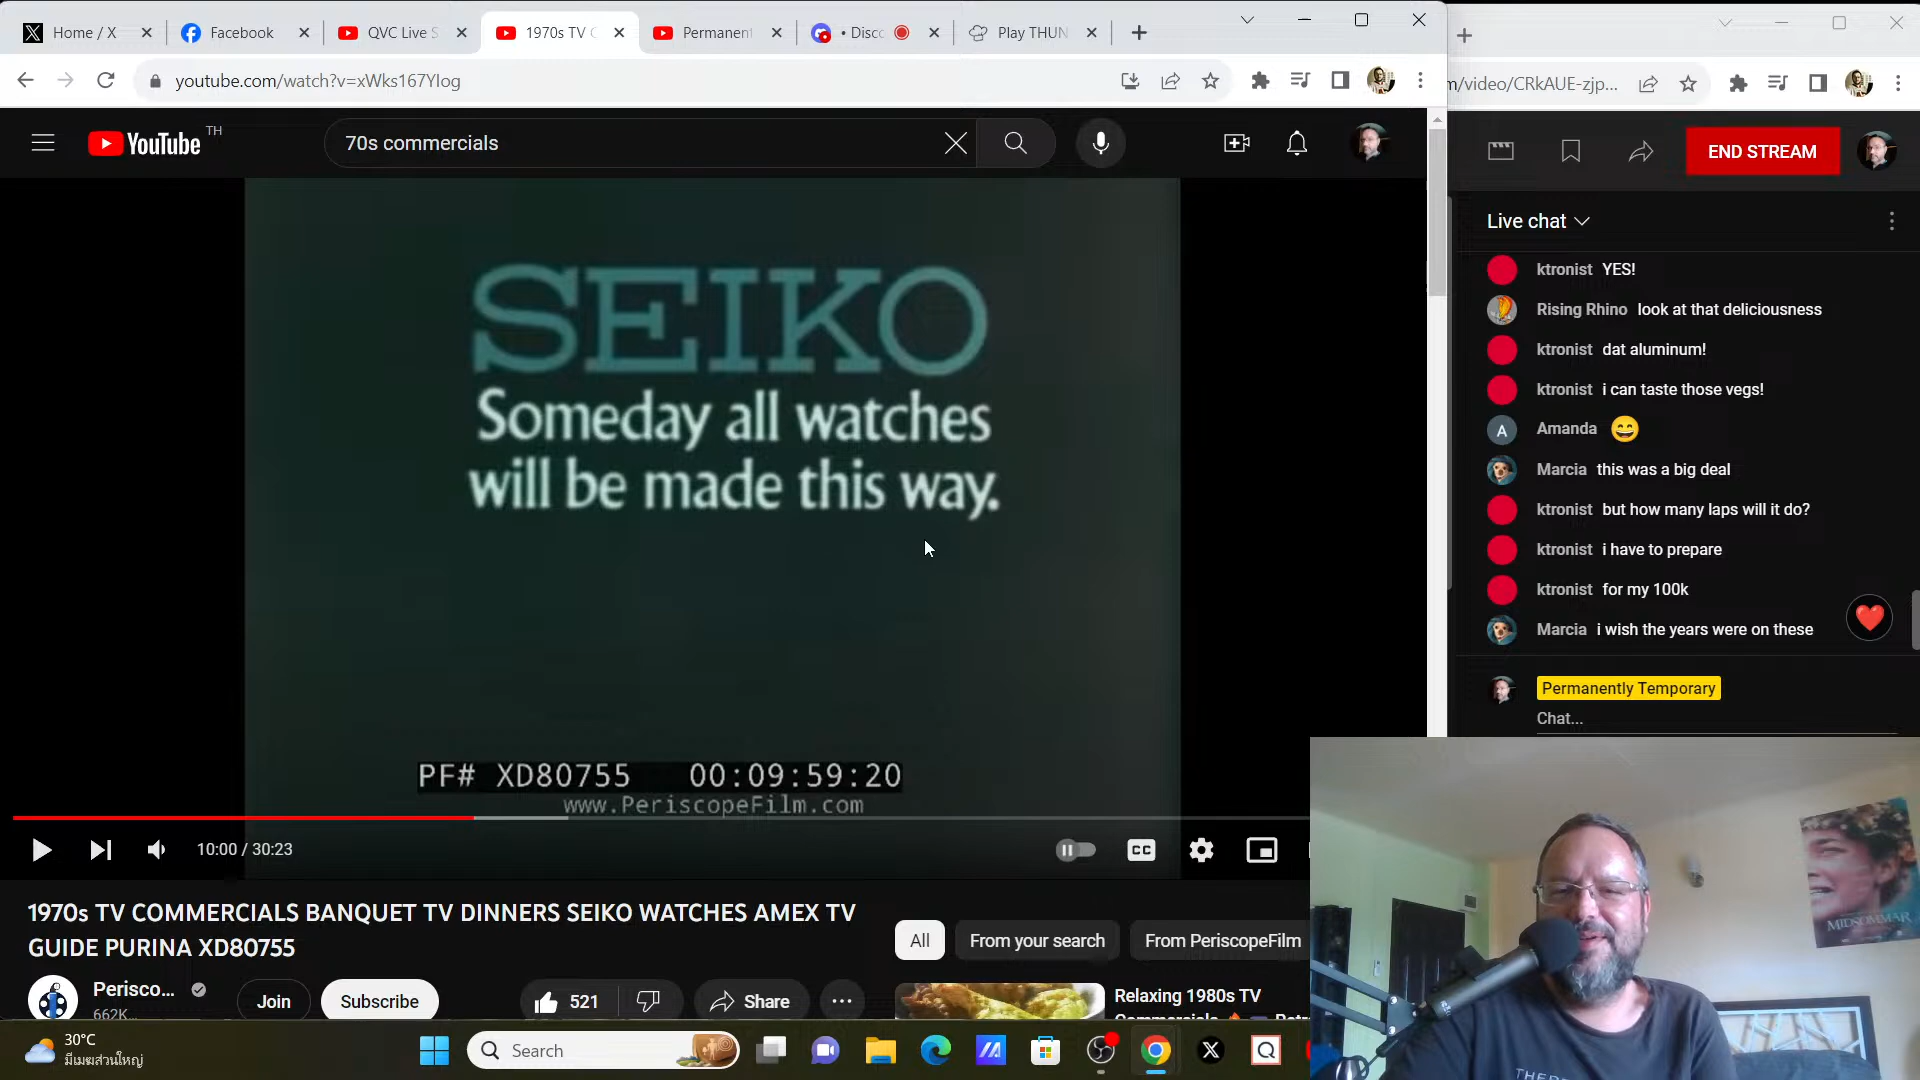 Home / X
Facebook
QVC Live S
1970s TV C
Permanen
• Disco
Play THUN
youtube.com/watch?v=xWks167YIog
n/video/CRkAUE-zjp...
YouTube
TH
70s commercials
END STREAM
SEIKO
Someday all watches
will be made this way.
PF# XD80755 00:09:59:20
www.PeriscopeFilm.com
10:00 / 30:23
CC
1970s TV COMMERCIALS BANQUET TV DINNERS SEIKO WATCHES AMEX TV
GUIDE PURINA XD80755
Perisco...
662K...
Join
Subscribe
521
Share
All
From your search
From PeriscopeFilm
Relaxing 1980s TV
Live chat
ktronist YES!
Rising Rhino look at that deliciousness
ktronist dat aluminum!
ktronist i can taste those vegs!
A
Amanda
Marcia this was a big deal
ktronist but how many laps will it do?
ktronist i have to prepare
ktronist for my 100k
Marcia i wish the years were on these
Permanently Temporary
Chat...
MIDSOMMAR
30°C
มีเมฆส่วนใหญ่
Search